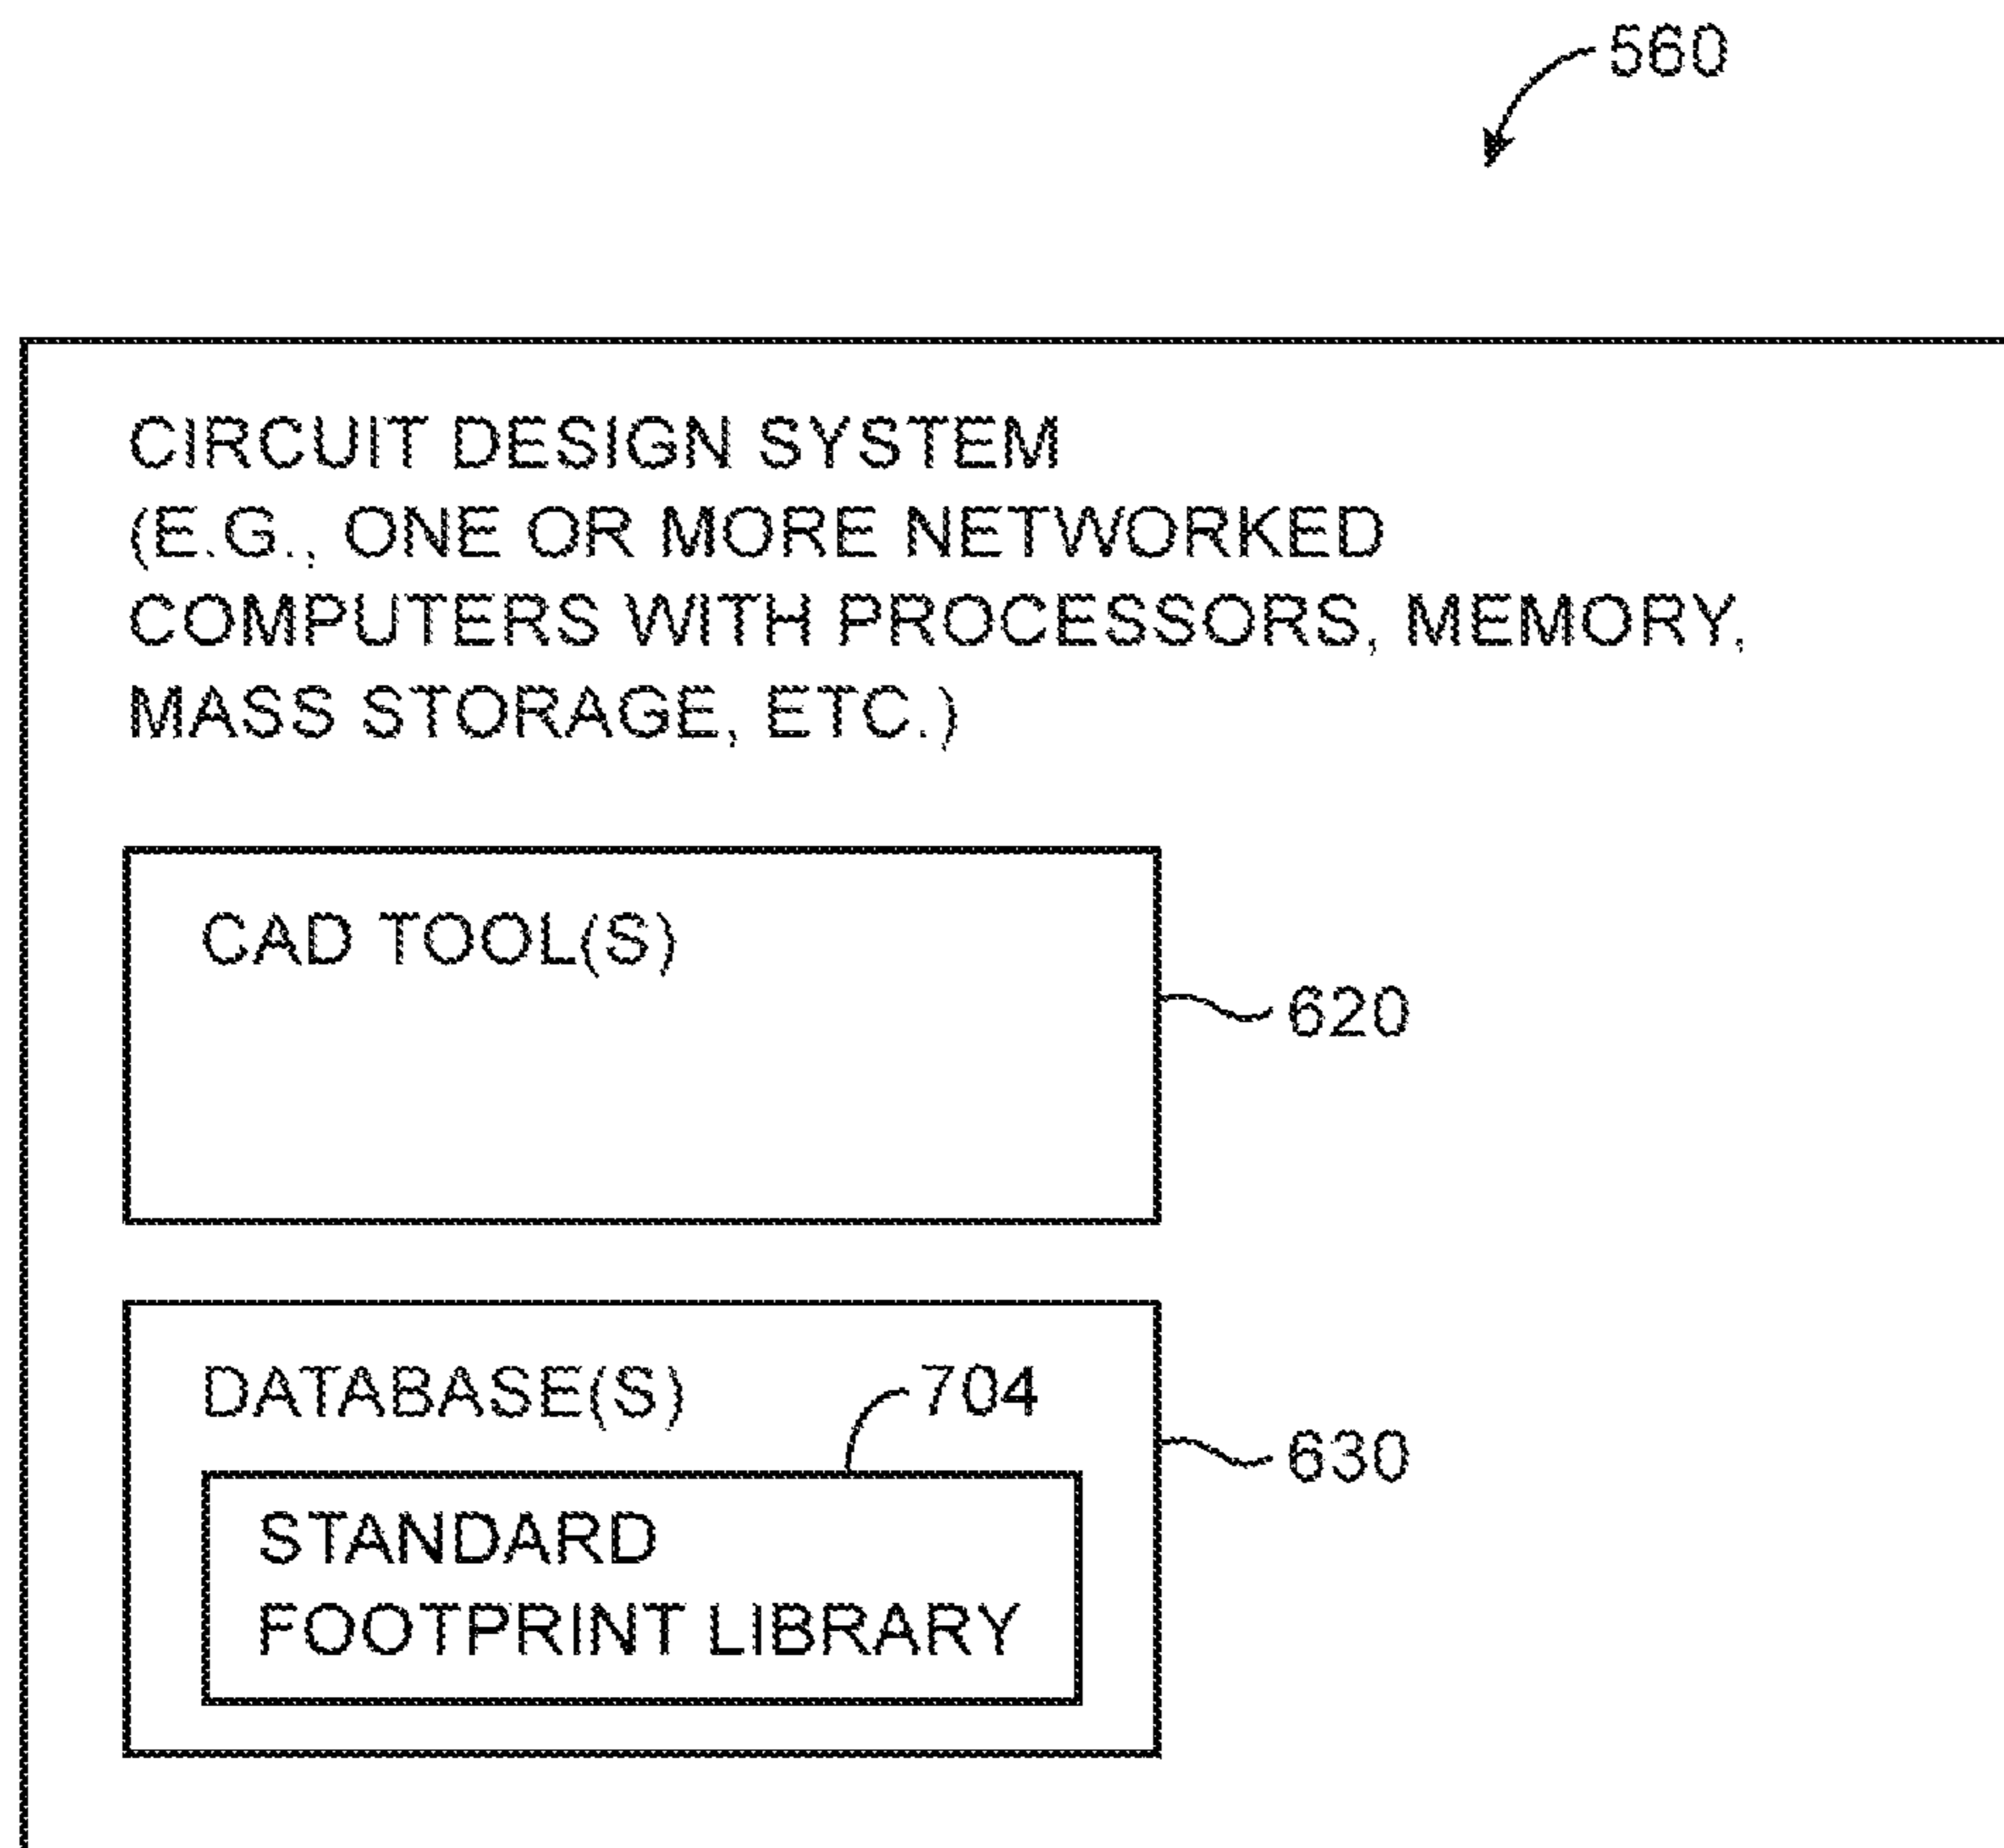 560
CIRCUIT DESIGN SYSTEM
(E.G., ONE OR MORE NETWORKED
COMPUTERS WITH PROCESSORS, MEMORY,
MASS STORAGE, ETC.)
CAD TOOL(S)
620
DATABASE(S)
704
630
STANDARD
FOOTPRINT LIBRARY